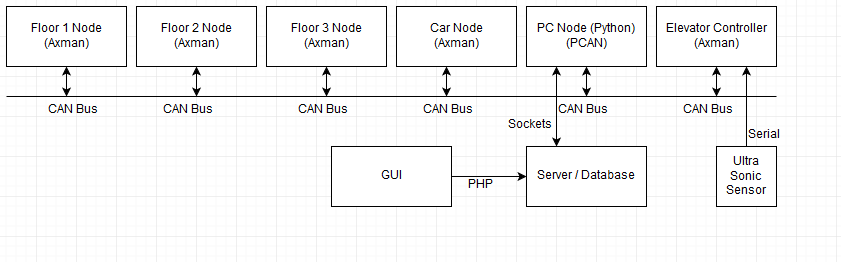 Floor 1 Node
(Axman)
Floor 2 Node
(Axman)
Floor 3 Node
(Axman)
Car Node
(Axman)
PC Node (Python)
(PCAN)
Elevator Controller
(Axman)
CAN Bus
CAN Bus
CAN Bus
CAN Bus
CAN Bus
CAN Bus
Sockets
Serial
GUI
PHP
Server / Database
Ultra
Sonic
Sensor